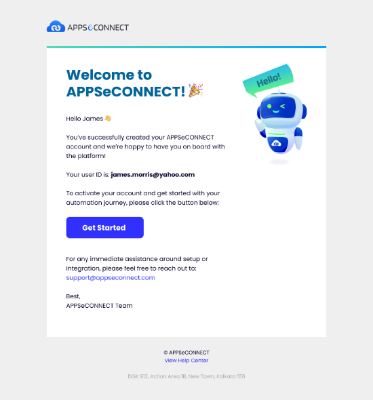 APPSeCONNECT
Welcome to
APPSeCONNECT! 🎉
Hello!
Hello James 👋
You've successfully created your APPSeCONNECT
account and we're happy to have you on board with
the platform!
Your user ID is: james.morris@yahoo.com
To activate your account and get started with your
automation journey, please click the button below:
Get Started
For any immediate assistance around setup or
integration, please feel free to reach out to:
support@appseconnect.com
Best,
APPSeCONNECT Team
© APPSeCONNECT
View Help Center
New Town, Kolkata